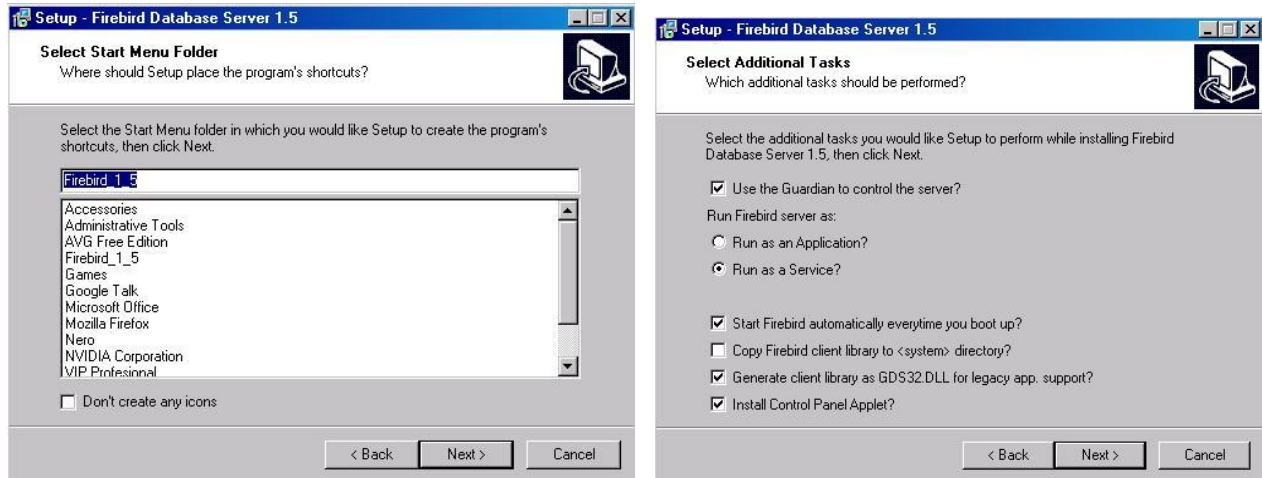 Setup - Firebird Database Server 1.5
Select Start Menu Folder
Where should Setup place the program's shortcuts?
Select the Start Menu folder in which you would like Setup to create the program's
shortcuts, then click Next.
Firebird_1_5
Accessories
Administrative Tools
AVG Free Edition
Firebird_1_5
Games
Google Talk
Microsoft Office
Mozilla Firefox
Nero
NVIDIA Corporation
VIP Profesional
Don't create any icons
< Back
Next >
Cancel
Setup - Firebird Database Server 1.5
Select Additional Tasks
Which additional tasks should be performed?
Select the additional tasks you would like Setup to perform while installing Firebird
Database Server 1.5, then click Next.
Use the Guardian to control the server?
Run Firebird server as:
Run as an Application?
Run as a Service?
Start Firebird automatically everytime you boot up?
Copy Firebird client library to <system> directory?
Generate client library as GDS32.DLL for legacy app. support?
Install Control Panel Applet?
< Back
Next >
Cancel